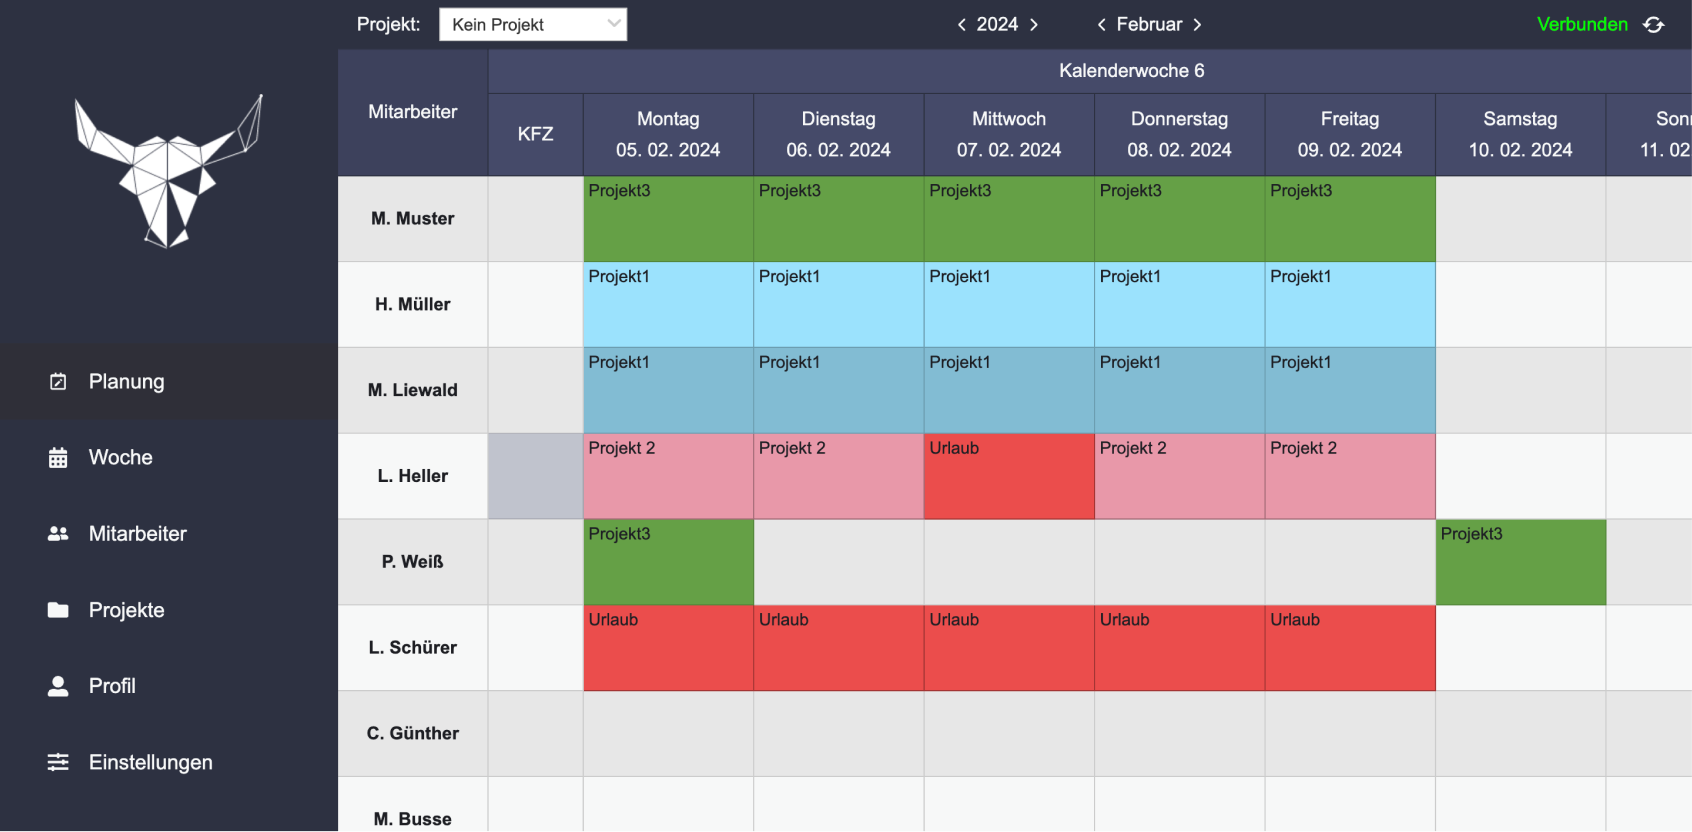 Projekt: Kein Projekt 2024 Februar Verbunden
Kalenderwoche 6
Mitarbeiter
KFZ
Montag Dienstag Mittwoch Donnerstag Freitag Samstag
05. 02. 2024 06. 02. 2024 07. 02. 2024 08. 02. 2024 09. 02. 2024 10. 02. 2024 11. 02
M. Muster Projekt3 Projekt3 Projekt3 Projekt3 Projekt3
H. Müller Projekt1 Projekt1 Projekt1 Projekt1 Projekt1
M. Liewald Projekt1 Projekt1 Projekt1 Projekt1 Projekt1
L. Heller Projekt 2 Projekt 2 Urlaub Projekt 2 Projekt 2
P. Weiß Projekt3 Projekt3
L. Schürer Urlaub Urlaub Urlaub Urlaub Urlaub
C. Günther
M. Busse
Planung
Woche
Mitarbeiter
Projekte
Profil
Einstellungen